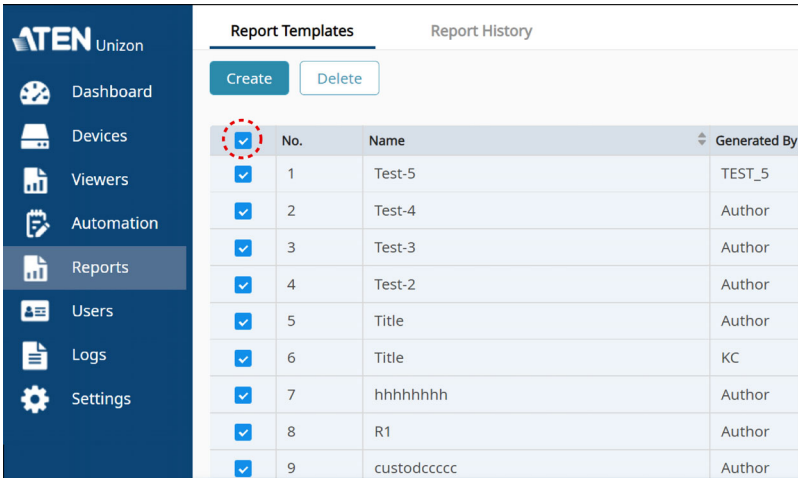 ATEN Unizon
Report Templates Report History
Create Delete
Dashboard
Devices
Viewers
Automation
Reports
Users
Logs
Settings
No. Name Generated By
1 Test-5 TEST_5
2 Test-4 Author
3 Test-3 Author
4 Test-2 Author
5 Title Author
6 Title KC
7 hhhhhhhh Author
8 R1 Author
9 custodccccc Author